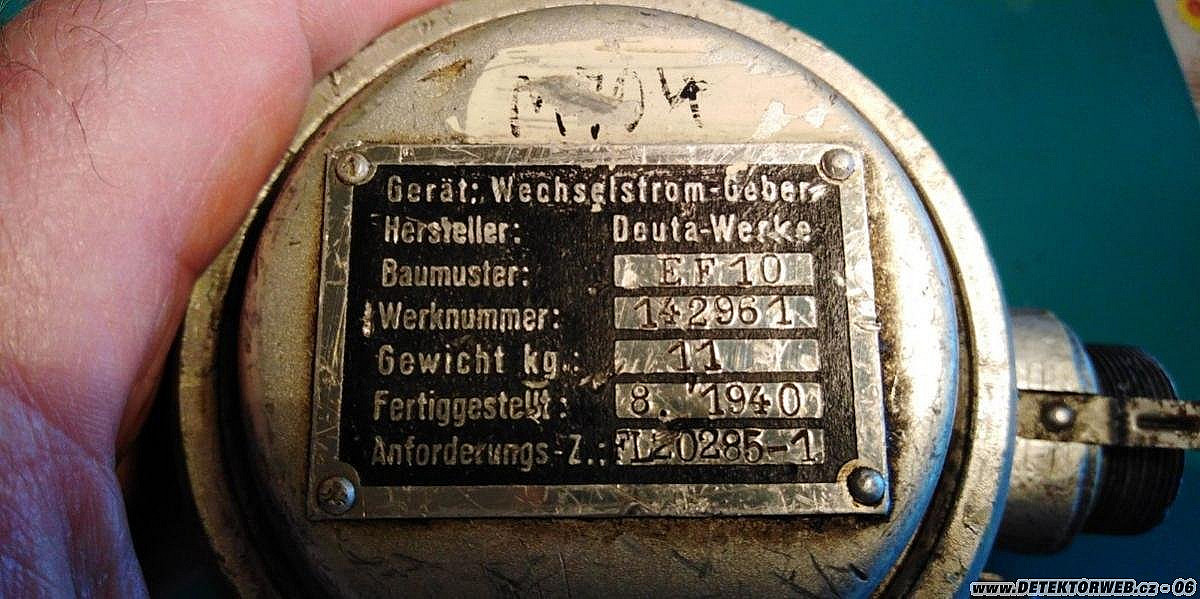 Gerät: Wechselstrom-Geber
Hersteller: Deuta-Werke
Baumuster: EF10
Werknummer: 142961
Gewicht kg.: 11
Fertiggestellt: 8. 1940
Anforderungs-Z.: FL20285-1
www.DETEKTORWEB.cz - 06